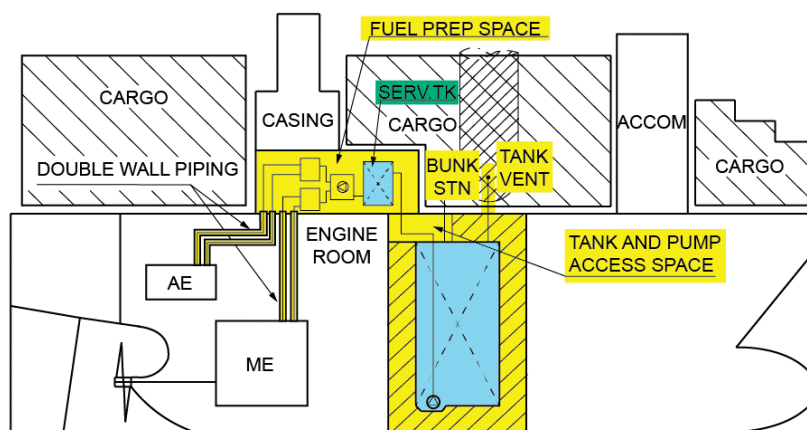 FUEL PREP SPACE
CARGO
SERV.TK
CASING
CARGO
ACCOM
DOUBLE WALL PIPING
BUNK
STN
TANK
VENT
CARGO
ENGINE
ROOM
TANK AND PUMP
ACCESS SPACE
AE
ME